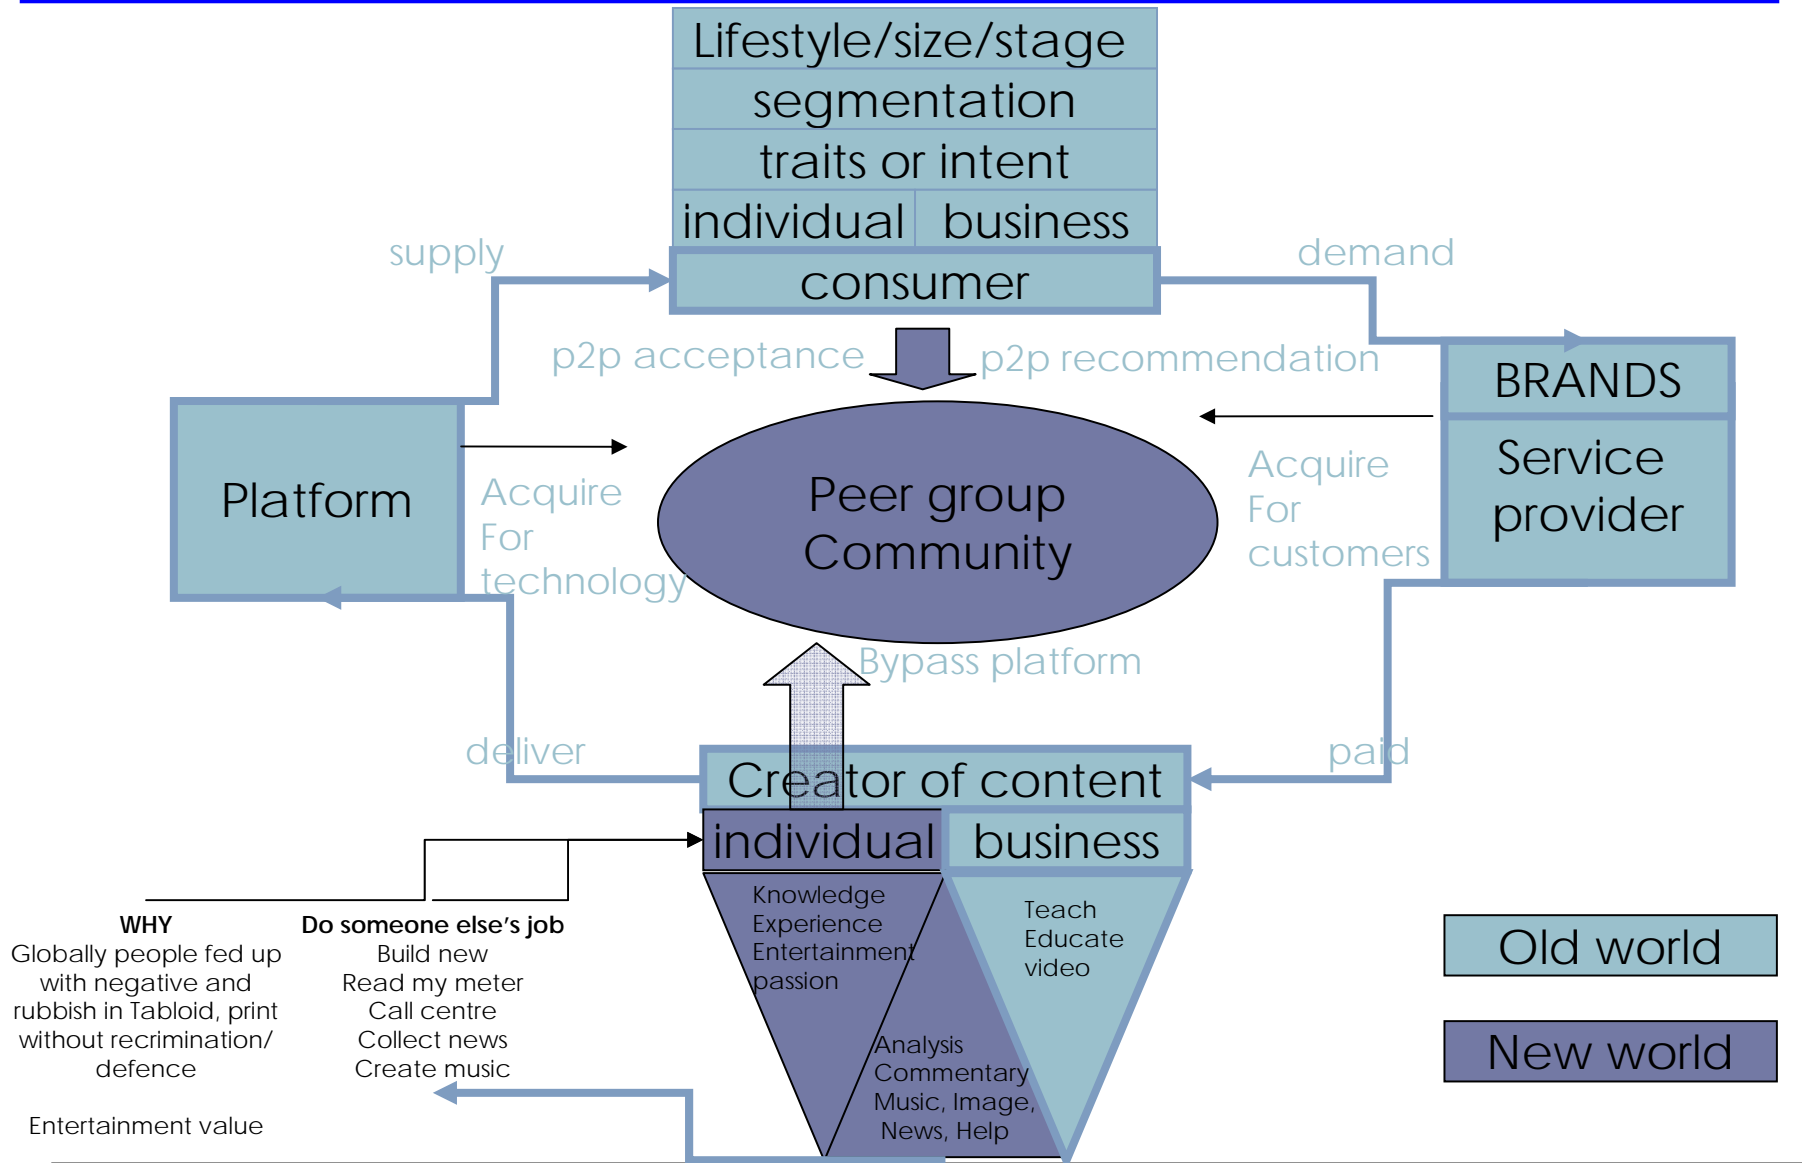 Lifestyle/size/stage
segmentation
traits or intent
individual business
consumer
supply
demand
p2p acceptance
p2p recommendation
BRANDS
Service
provider
Platform
Acquire
For
technology
Peer group
Community
Acquire
For
customers
Bypass platform
deliver
paid
Creator of content
individual business
Knowledge
Experience
Entertainment
passion
Teach
Educate
video
Analysis
Commentary
Music, Image,
News, Help
WHY
Globally people fed up
with negative and
rubbish in Tabloid, print
without recrimination/
defence
Entertainment value
Do someone else's job
Build new
Read my meter
Call centre
Collect news
Create music
Old world
New world